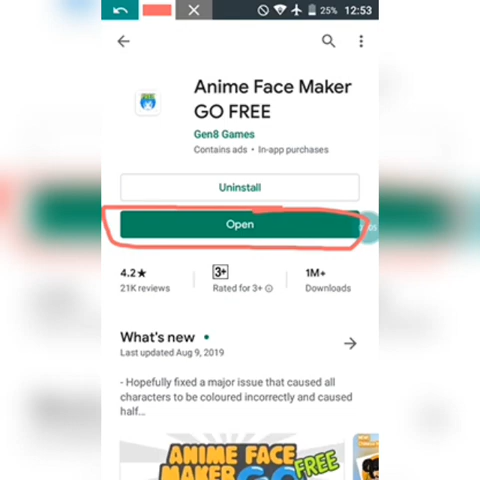 25% 12:53
Anime Face Maker
GO FREE
Gen8 Games
Contains ads • In-app purchases
Uninstall
Open
4.2★ 3+ 1M+
21K reviews Rated for 3+ Downloads
What's new •
Last updated Aug 9, 2019
- Hopefully fixed a major issue that caused all
characters to be coloured incorrectly and caused
half...
ANIME FACE
MAKER GO FREE